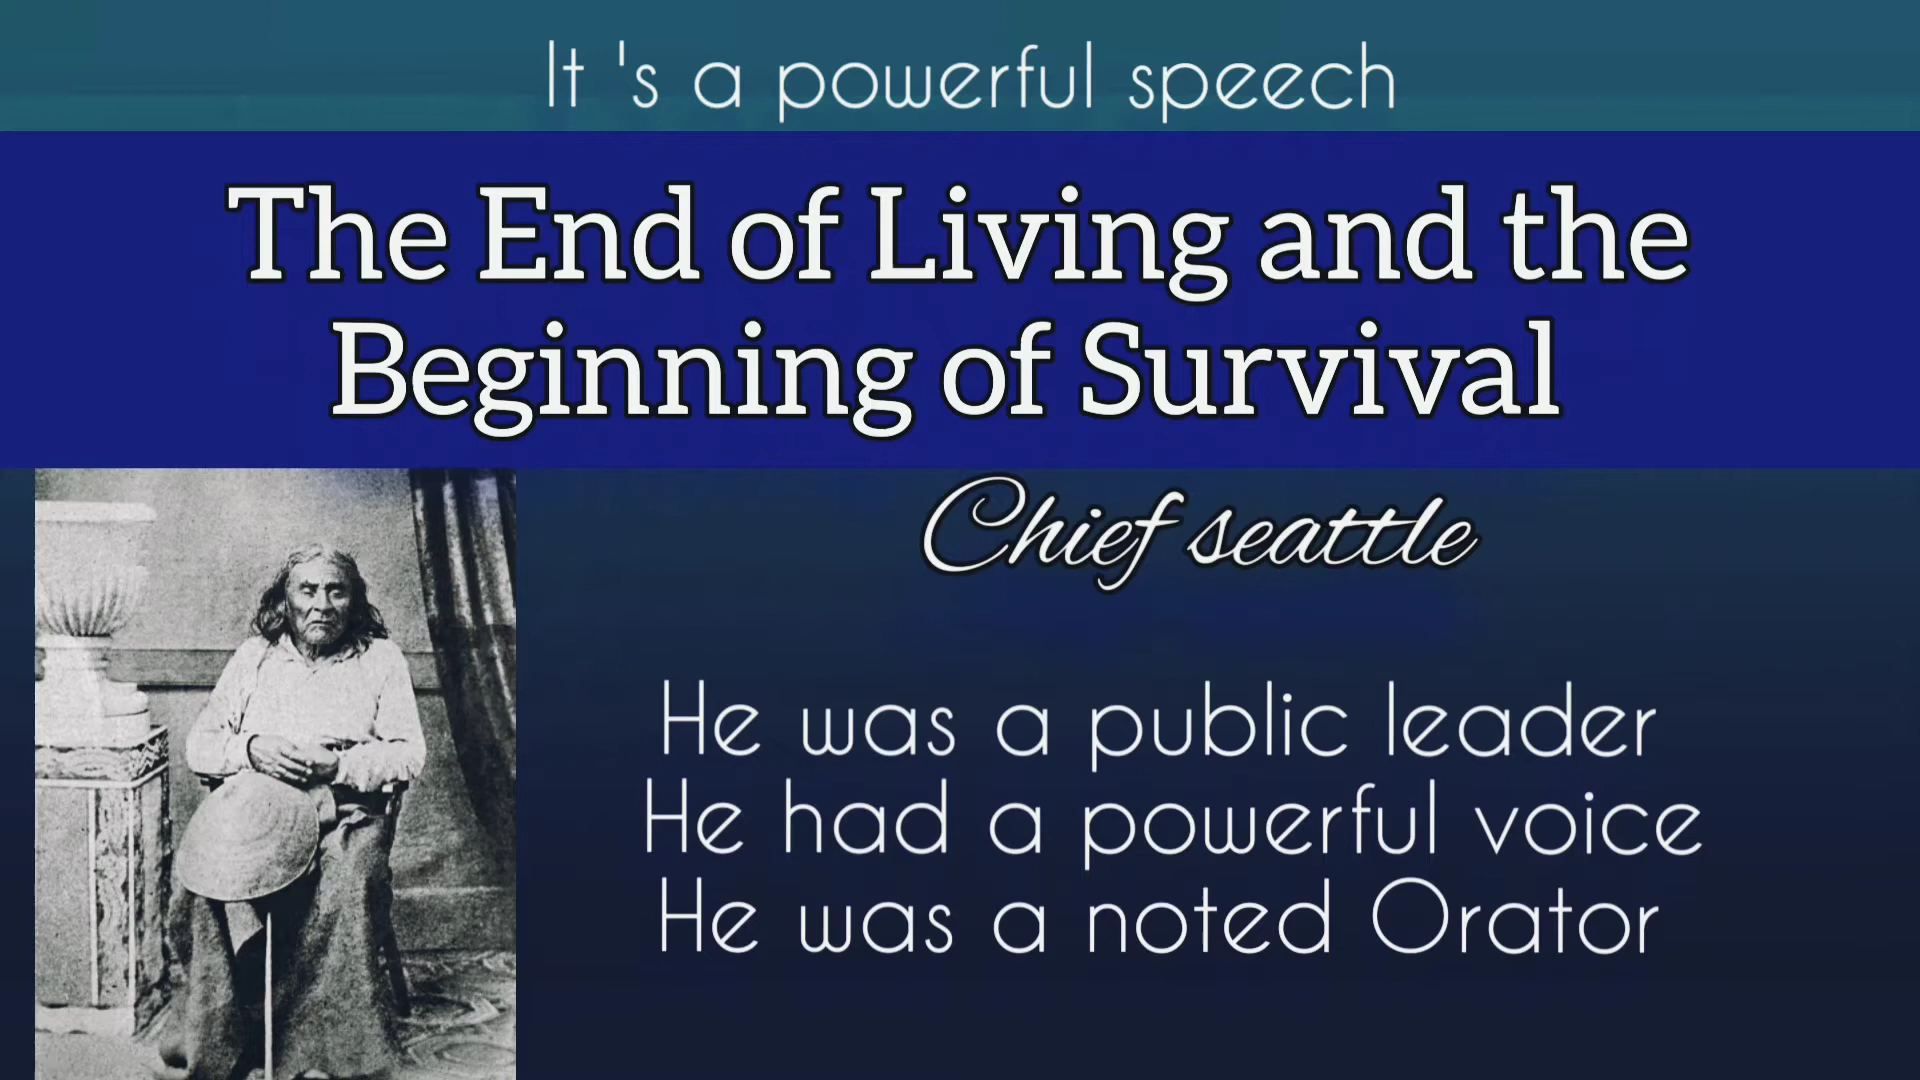 It 's a powerful speech
The End of Living and the
Beginning of Survival
Chief seattle
He was a public leader
He had a powerful voice
He was a noted Orator